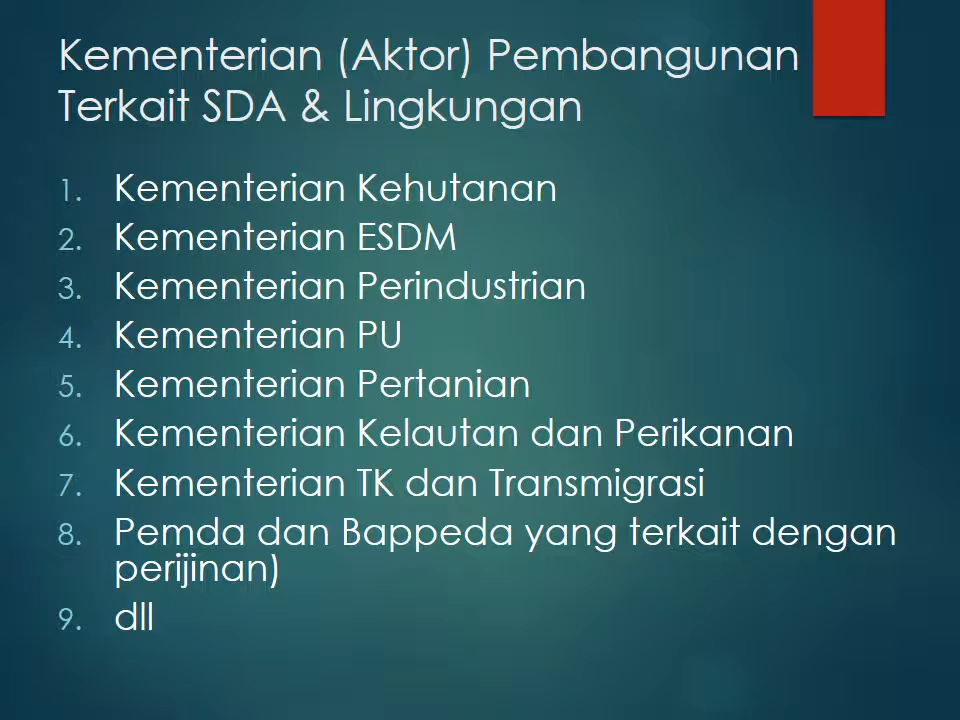 Kementerian (Aktor) Pembangunan
Terkait SDA & Lingkungan
1. Kementerian Kehutanan
2. Kementerian ESDM
3. Kementerian Perindustrian
4. Kementerian PU
5. Kementerian Pertanian
6. Kementerian Kelautan dan Perikanan
7. Kementerian TK dan Transmigrasi
8. Pemda dan Bappeda yang terkait dengan
perijinan)
9. dll